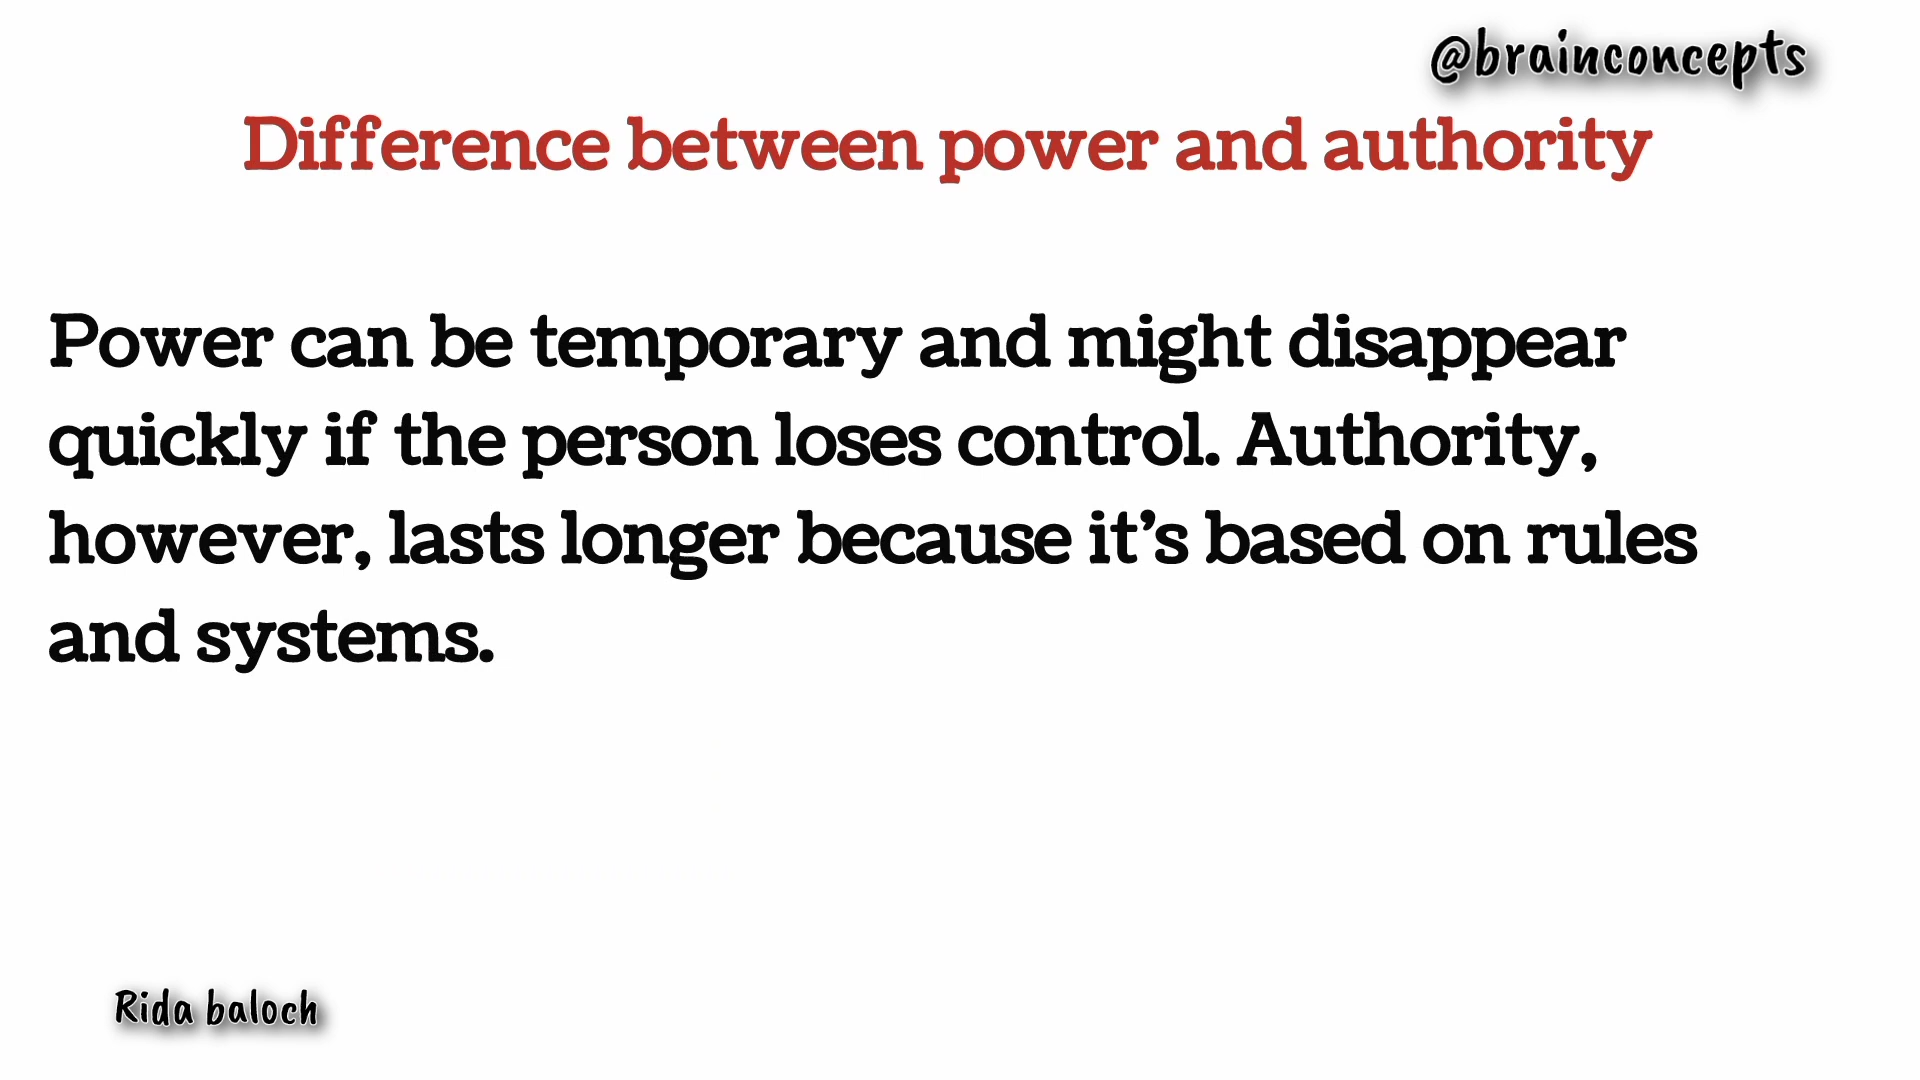 @brainconcepts
Difference between power and authority
Power can be temporary and might disappear
quickly if the person loses control. Authority,
however, lasts longer because it’s based on rules
and systems.
Rida baloch